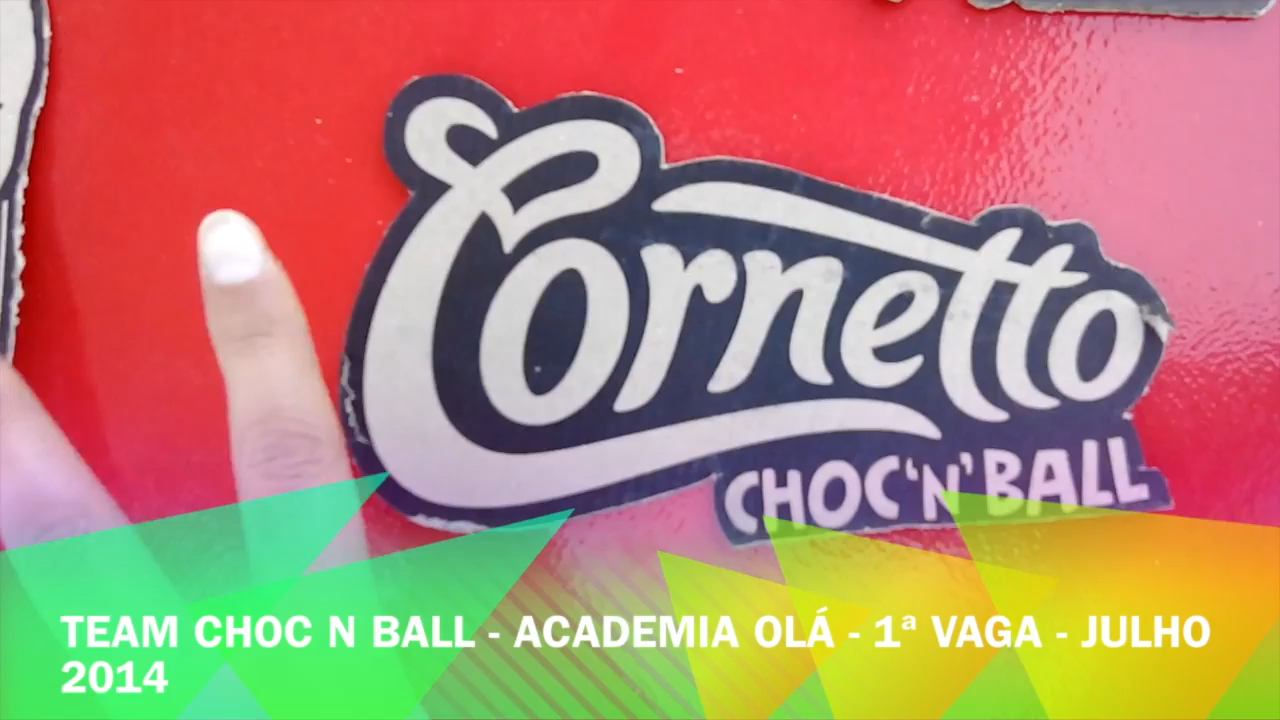 Cornetto
CHOC'N'BALL
TEAM CHOC N BALL - ACADEMIA OLÁ - 1ª VAGA - JULHO
2014